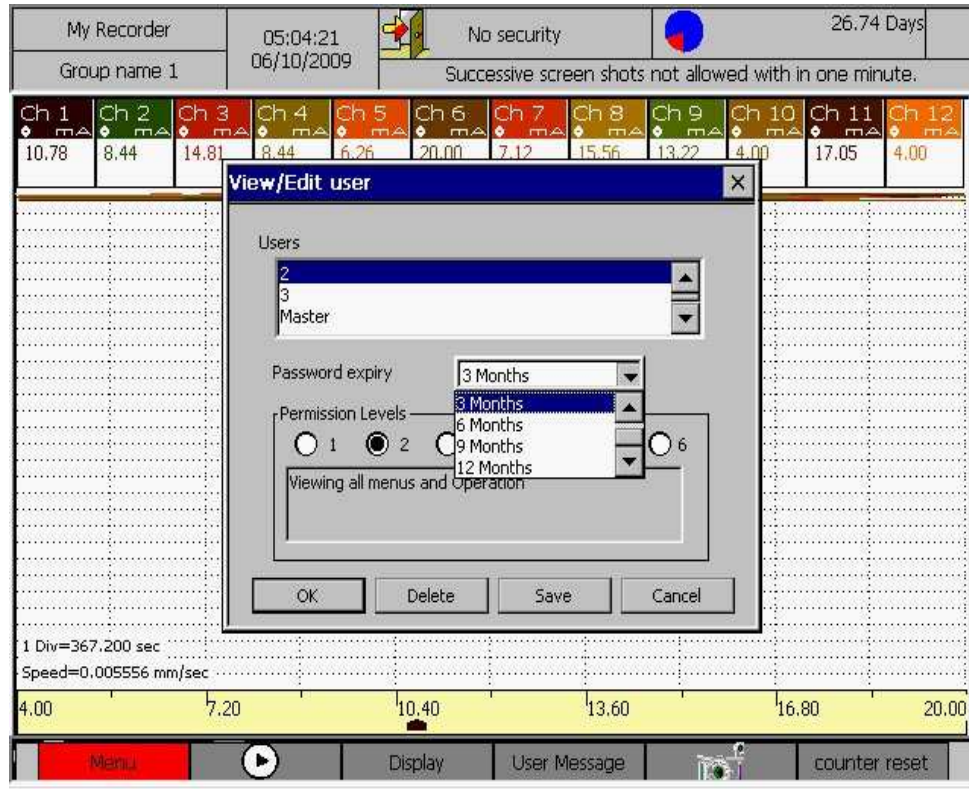 My Recorder
Group name 1
05:04:21
06/10/2009
No security
26.74 Days
Successive screen shots not allowed with in one minute.
Ch 1 Ch 2 Ch 3 Ch 4 Ch 5 Ch 6 Ch 7 Ch 8 Ch 9 Ch 10 Ch 11 Ch 12
mA mA mA mA mA mA mA mA mA mA mA mA
10.78 8.44 14.81 8.44 6.26 20.00 7.12 15.56 13.22 4.00 17.05 4.00
View/Edit user
Users
2
3
Master
Password expiry 3 Months
3 Months
6 Months
9 Months
12 Months
Permission Levels
1 2 6
Viewing all menus and Operation
OK Delete Save Cancel
1 Div=367.200 sec
Speed=0.005556 mm/sec
4.00 7.20 10.40 13.60 16.80 20.00
Menu Display User Message counter reset